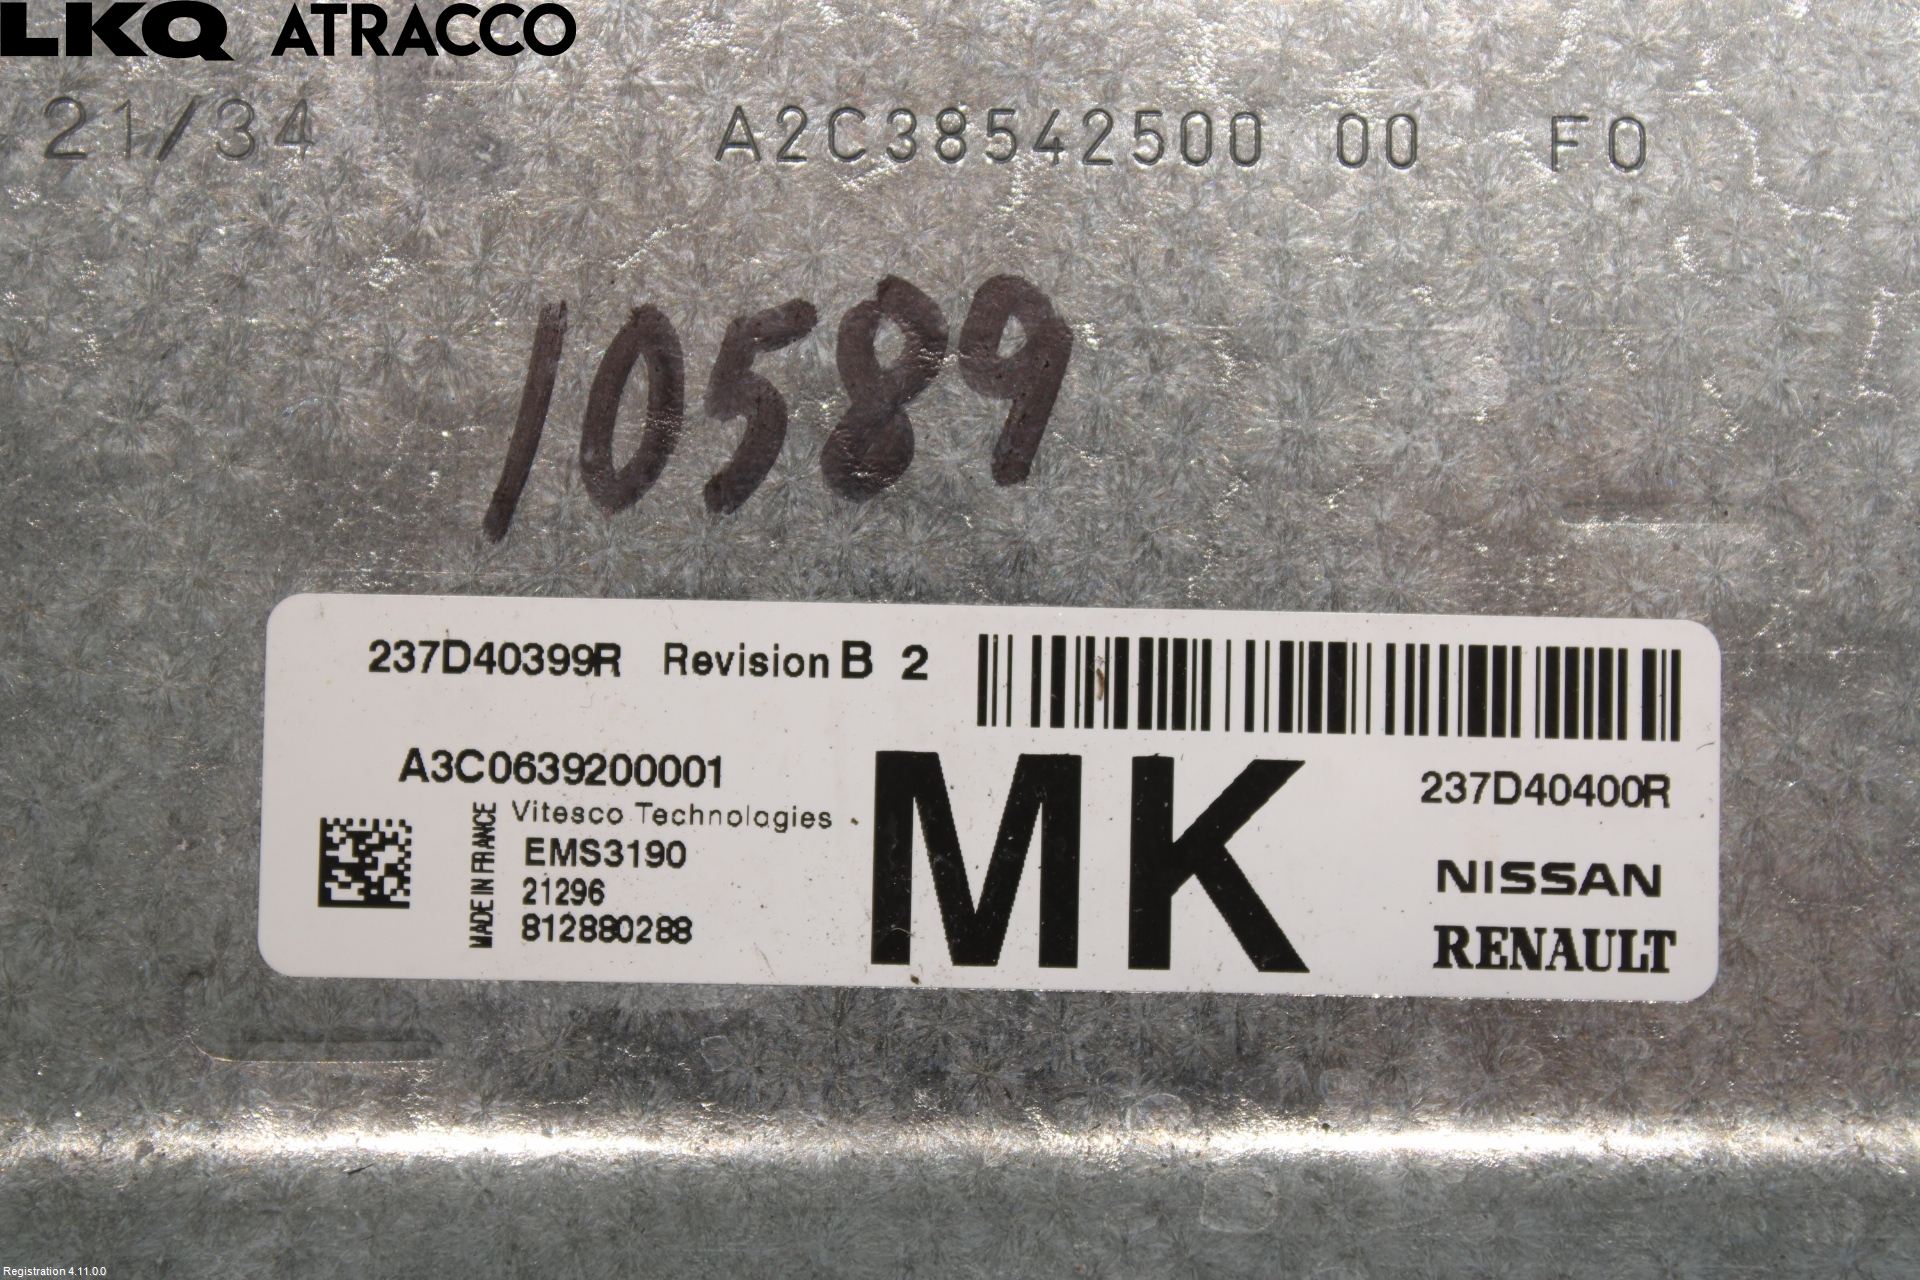 LKQ ATRACCO
21/34 A2C38542500 00 F0
10589
237D40399R Revision B 2
A3C0639200001
Vitesco Technologies
MADE IN FRANCE
EMS3190
21296
812880288
MK
237D40400R
NISSAN
RENAULT
Registration 4.11.0.0